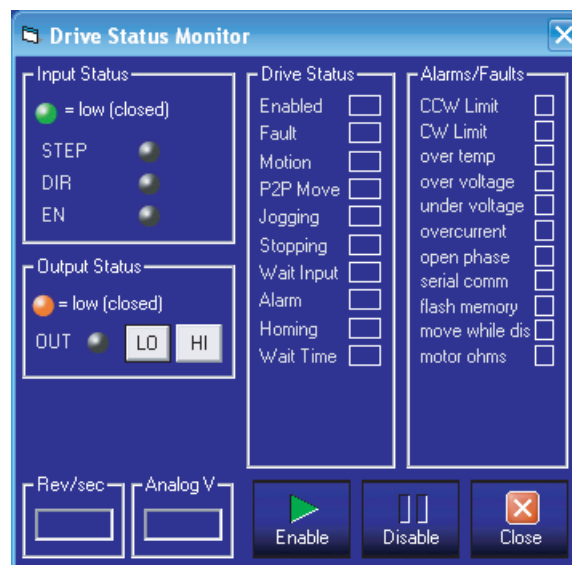 Drive Status Monitor
Input Status
= low (closed)
STEP
DIR
EN
Output Status
= low (closed)
OUT LO HI
Drive Status
Enabled
Fault
Motion
P2P Move
Jogging
Stopping
Wait Input
Alarm
Homing
Wait Time
Alarms/Faults
CCW Limit
CW Limit
over temp
over voltage
under voltage
overcurrent
open phase
serial comm
flash memory
move while dis
motor ohms
Rev/sec
Analog V
Enable
Disable
Close